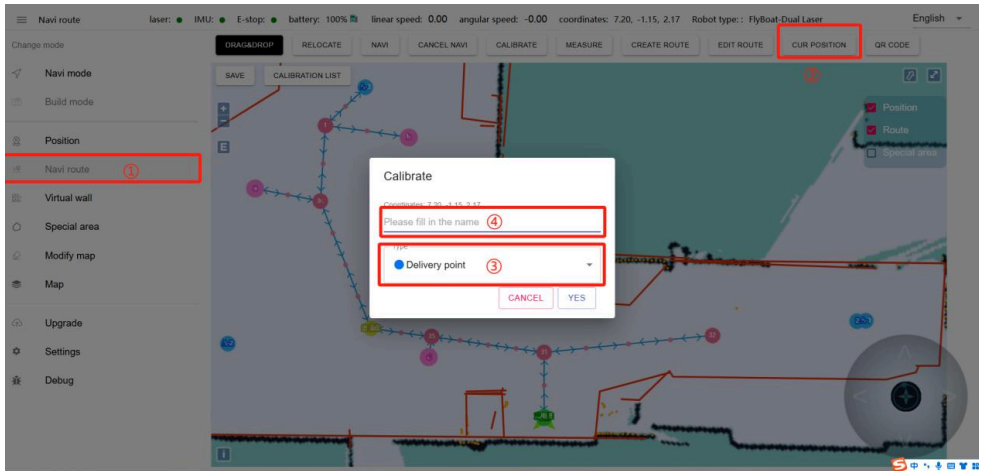 Navi route
laser: IMU: E-stop: battery: 100% linear speed: 0.00 angular speed: -0.00 coordinates: 7.20, -1.15, 2.17 Robot type: : FlyBoat-Dual Laser
English
Change mode
DRAG&DROP RELOCATE NAVI CANCEL NAVI CALIBRATE MEASURE CREATE ROUTE EDIT ROUTE CUR POSITION QR CODE
②
Navi mode
Build mode
Position
Navi route ①
Virtual wall
Special area
Modify map
Map
Upgrade
Settings
Debug
SAVE CALIBRATION LIST
+
-
E
Position
Route
Special area
Calibrate
Coordinates: 7.20, -1.15, 2.17
Please fill in the name ④
Type
Delivery point ③
CANCEL YES
31
i
中